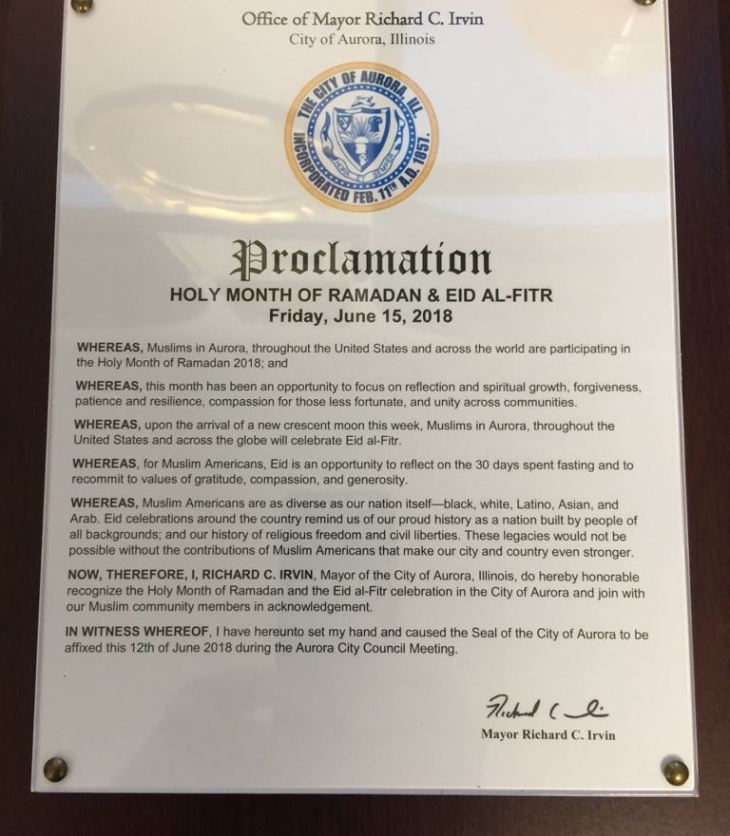 Office of Mayor Richard C. Irvin
City of Aurora, Illinois
THE CITY OF AURORA, ILL.
INCORPORATED FEB. 11TH A.D. 1857.
Proclamation
HOLY MONTH OF RAMADAN & EID AL-FITR
Friday, June 15, 2018
WHEREAS, Muslims in Aurora, throughout the United States and across the world are participating in
the Holy Month of Ramadan 2018; and
WHEREAS, this month has been an opportunity to focus on reflection and spiritual growth, forgiveness,
patience and resilience, compassion for those less fortunate, and unity across communities.
WHEREAS, upon the arrival of a new crescent moon this week, Muslims in Aurora, throughout the
United States and across the globe will celebrate Eid al-Fitr.
WHEREAS, for Muslim Americans, Eid is an opportunity to reflect on the 30 days spent fasting and to
recommit to values of gratitude, compassion, and generosity.
WHEREAS, Muslim Americans are as diverse as our nation itself—black, white, Latino, Asian, and
Arab. Eid celebrations around the country remind us of our proud history as a nation built by people of
all backgrounds; and our history of religious freedom and civil liberties. These legacies would not be
possible without the contributions of Muslim Americans that make our city and country even stronger.
NOW, THEREFORE, I, RICHARD C. IRVIN, Mayor of the City of Aurora, Illinois, do hereby honorable
recognize the Holy Month of Ramadan and the Eid al-Fitr celebration in the City of Aurora and join with
our Muslim community members in acknowledgement.
IN WITNESS WHEREOF, I have hereunto set my hand and caused the Seal of the City of Aurora to be
affixed this 12th of June 2018 during the Aurora City Council Meeting.
Mayor Richard C. Irvin